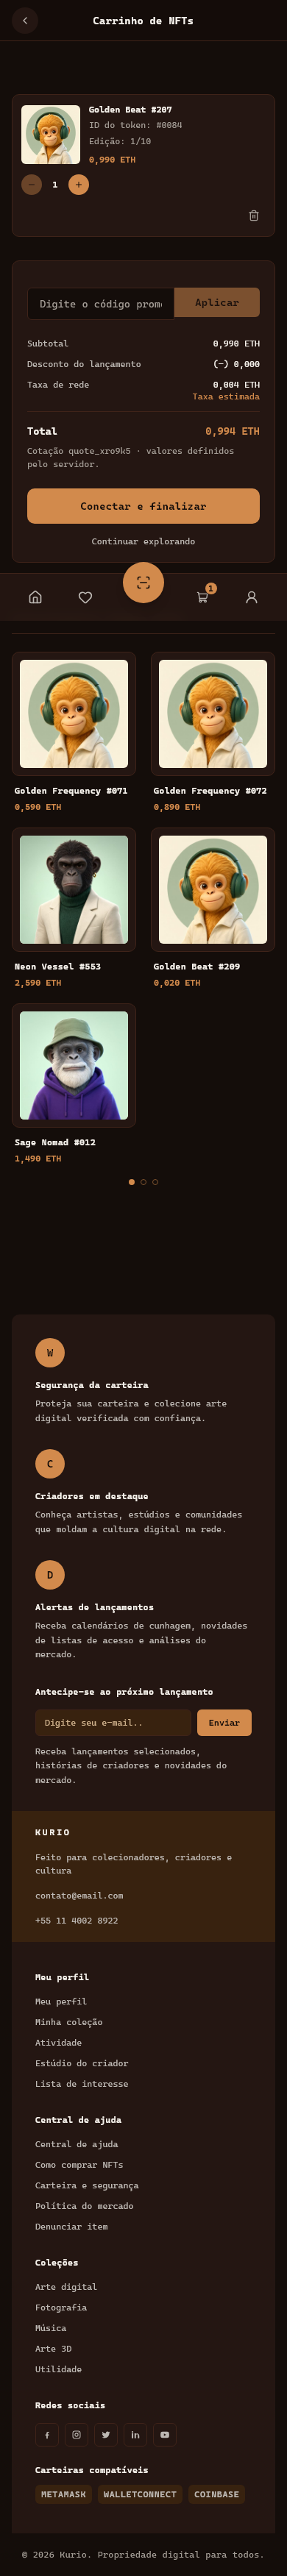 Carrinho de NFTs
Golden Beat #207
ID do token: #0084
Edição: 1/10
0,990 ETH
− 1 +
Digite o código promo
Aplicar
Subtotal 0,990 ETH
Desconto do lançamento (−) 0,000
Taxa de rede 0,004 ETH
Taxa estimada
Total 0,994 ETH
Cotação quote_xro9k5 · valores definidos
pelo servidor.
Conectar e finalizar
Continuar explorando
1
Golden Frequency #071 Golden Frequency #072
0,590 ETH 0,890 ETH
Neon Vessel #553 Golden Beat #209
2,590 ETH 0,020 ETH
Sage Nomad #012
1,490 ETH
W
Segurança da carteira
Proteja sua carteira e colecione arte
digital verificada com confiança.
C
Criadores em destaque
Conheça artistas, estúdios e comunidades
que moldam a cultura digital na rede.
D
Alertas de lançamentos
Receba calendários de cunhagem, novidades
de listas de acesso e análises do
mercado.
Antecipe-se ao próximo lançamento
Digite seu e-mail.. Enviar
Receba lançamentos selecionados,
histórias de criadores e novidades do
mercado.
KURIO
Feito para colecionadores, criadores e
cultura
contato@email.com
+55 11 4002 8922
Meu perfil
Meu perfil
Minha coleção
Atividade
Estúdio do criador
Lista de interesse
Central de ajuda
Central de ajuda
Como comprar NFTs
Carteira e segurança
Política do mercado
Denunciar item
Coleções
Arte digital
Fotografia
Música
Arte 3D
Utilidade
Redes sociais
Carteiras compatíveis
METAMASK WALLETCONNECT COINBASE
© 2026 Kurio. Propriedade digital para todos.